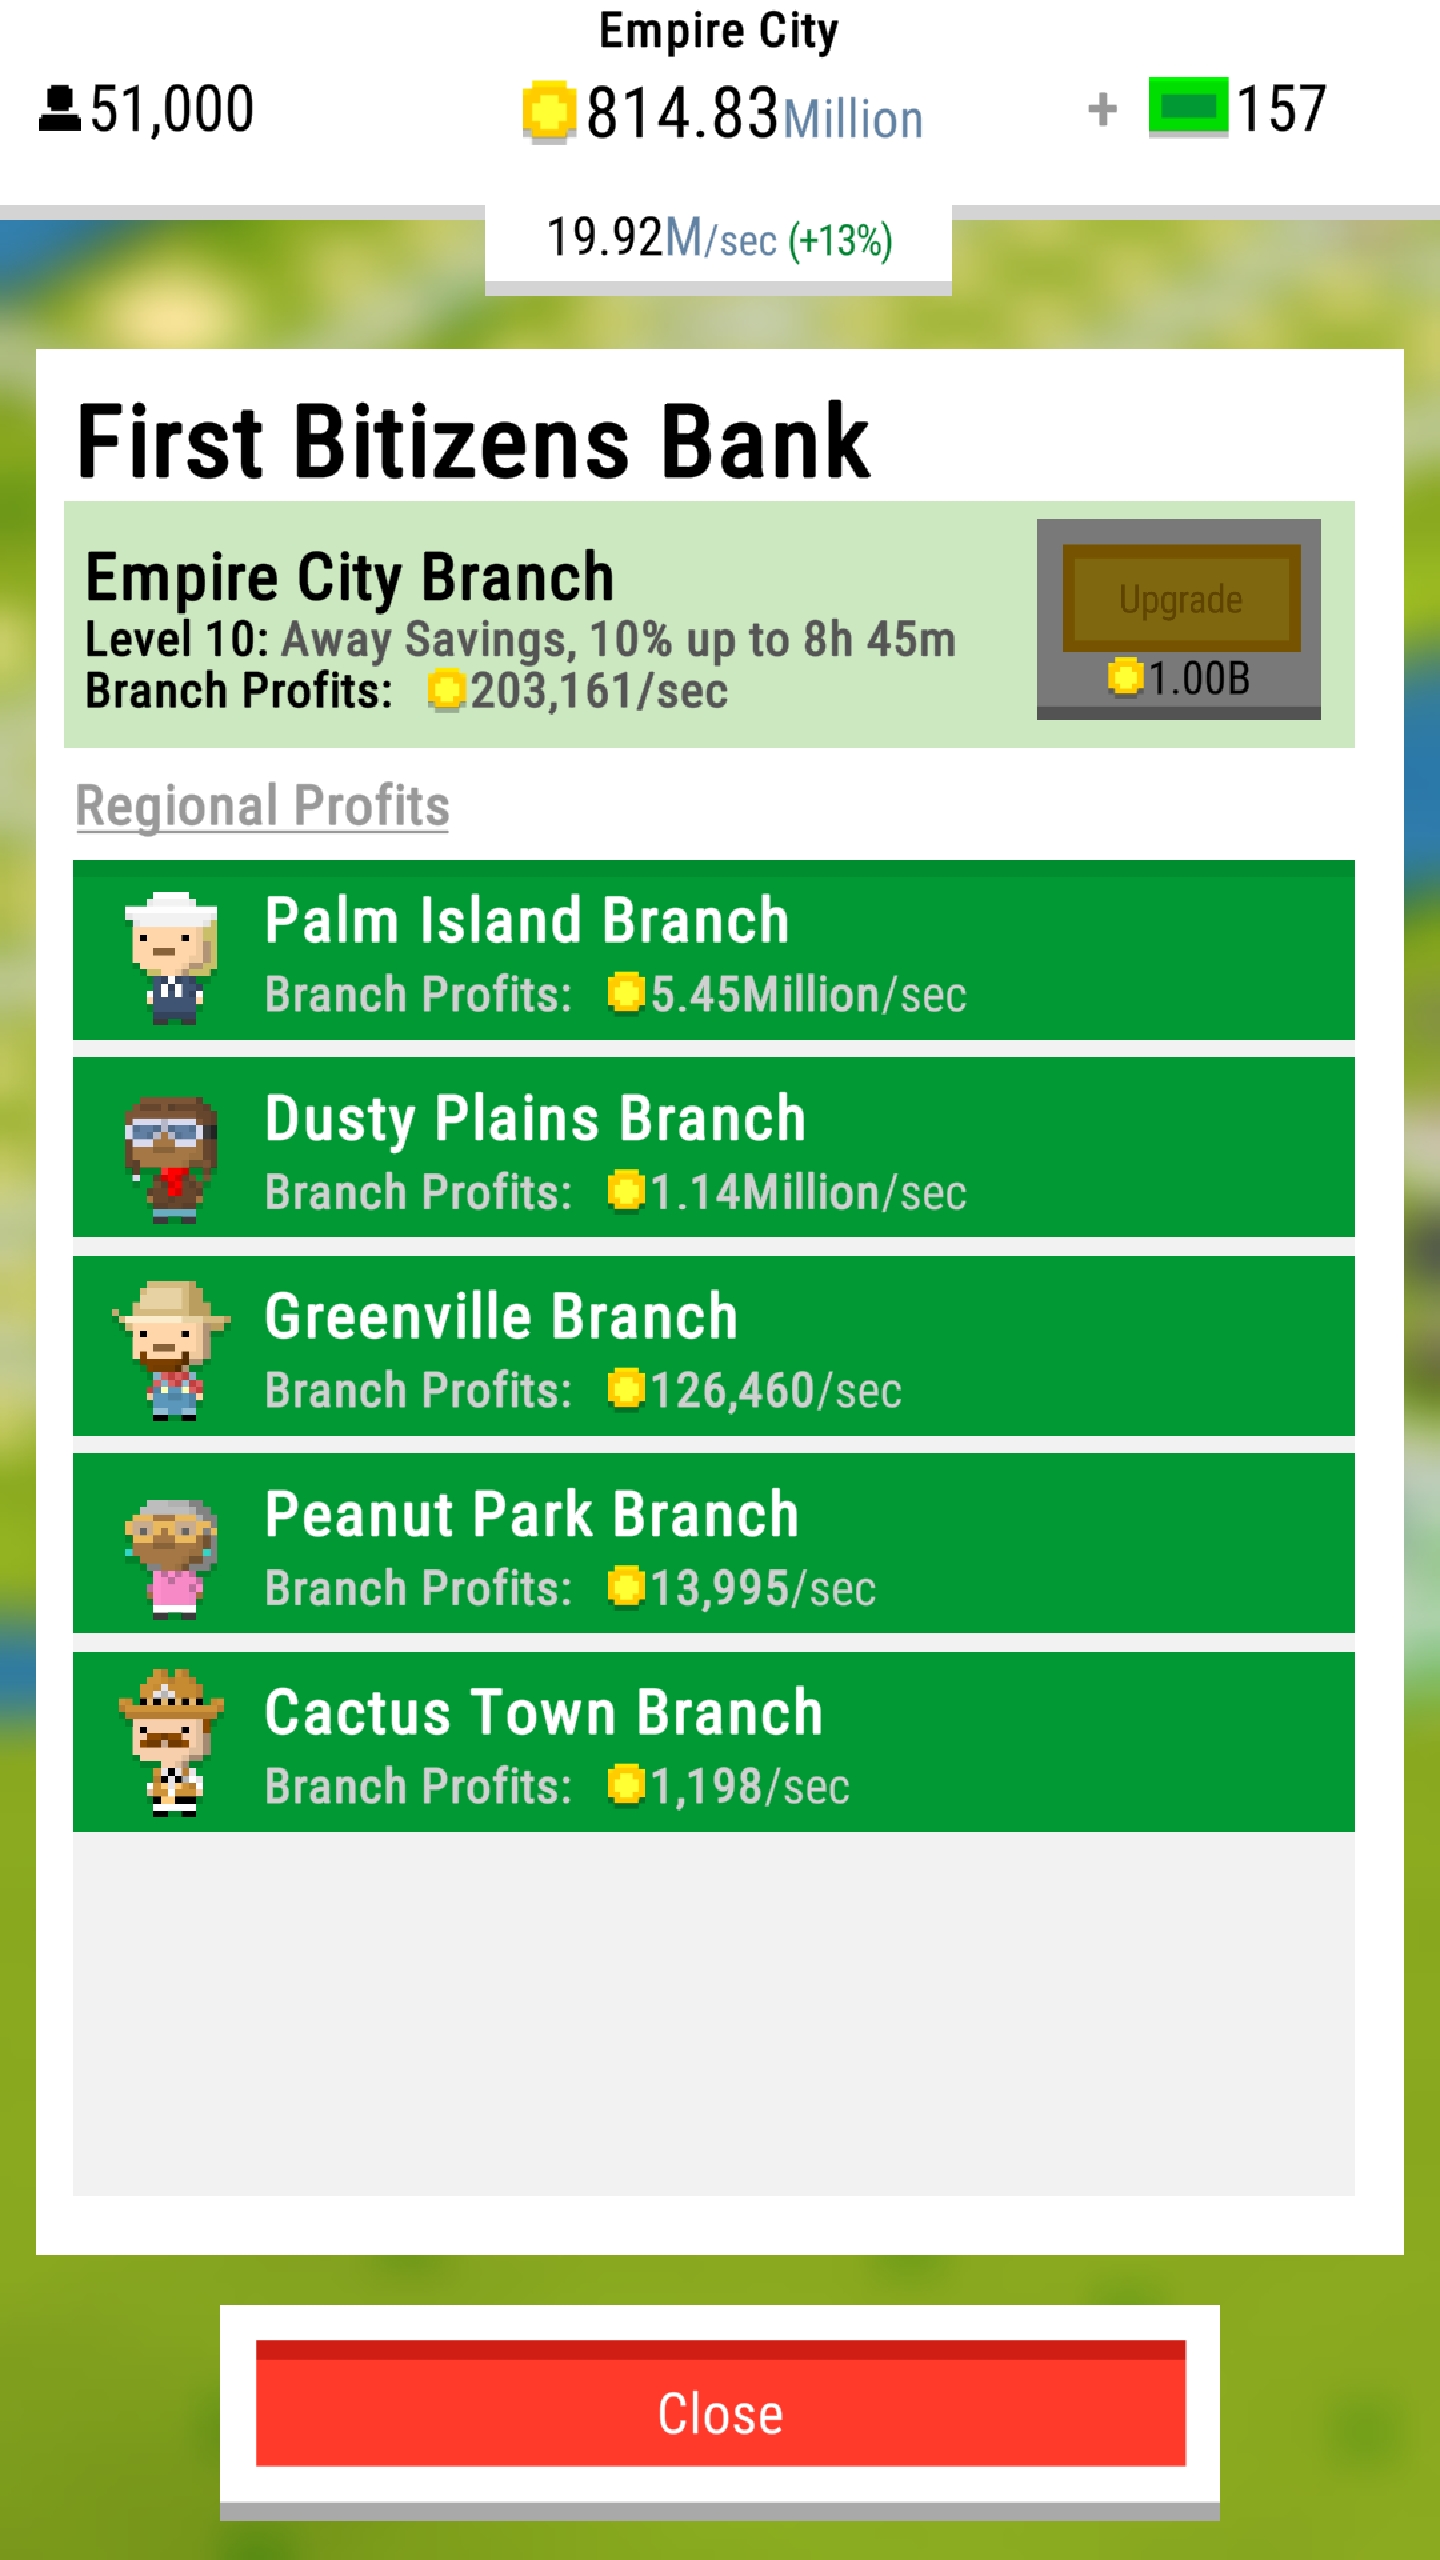 Empire City
51,000
814.83Million
+ 157
19.92M/sec (+13%)
First Bitizens Bank
Empire City Branch
Level 10: Away Savings, 10% up to 8h 45m
Branch Profits: 203,161/sec
Upgrade
1.00B
Regional Profits
Palm Island Branch
Branch Profits: 5.45Million/sec
Dusty Plains Branch
Branch Profits: 1.14Million/sec
Greenville Branch
Branch Profits: 126,460/sec
Peanut Park Branch
Branch Profits: 13,995/sec
Cactus Town Branch
Branch Profits: 1,198/sec
Close